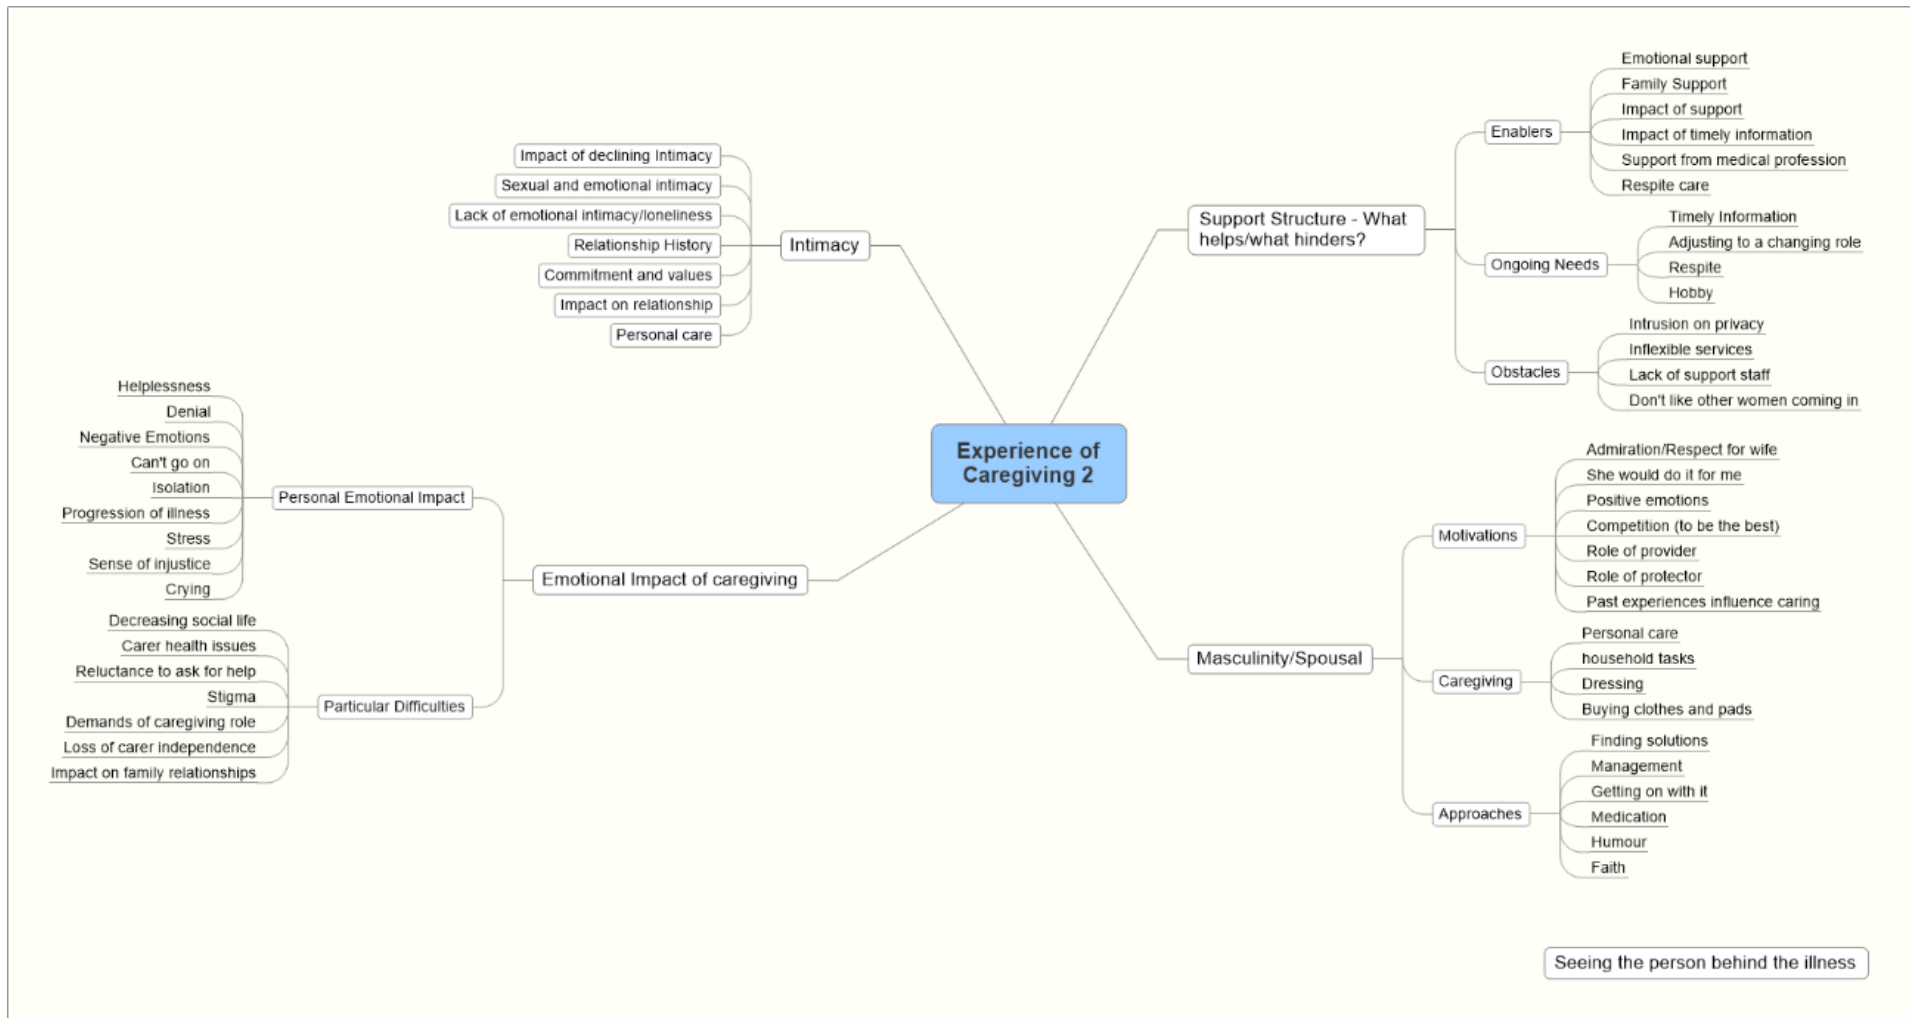 Experience of
Caregiving 2
Intimacy
Impact of declining Intimacy
Sexual and emotional intimacy
Lack of emotional intimacy/loneliness
Relationship History
Commitment and values
Impact on relationship
Personal care
Emotional Impact of caregiving
Personal Emotional Impact
Helplessness
Denial
Negative Emotions
Can't go on
Isolation
Progression of illness
Stress
Sense of injustice
Crying
Particular Difficulties
Decreasing social life
Carer health issues
Reluctance to ask for help
Stigma
Demands of caregiving role
Loss of carer independence
Impact on family relationships
Support Structure - What
helps/what hinders?
Enablers
Emotional support
Family Support
Impact of support
Impact of timely information
Support from medical profession
Respite care
Ongoing Needs
Timely Information
Adjusting to a changing role
Respite
Hobby
Obstacles
Intrusion on privacy
Inflexible services
Lack of support staff
Don't like other women coming in
Masculinity/Spousal
Motivations
Admiration/Respect for wife
She would do it for me
Positive emotions
Competition (to be the best)
Role of provider
Role of protector
Past experiences influence caring
Caregiving
Personal care
household tasks
Dressing
Buying clothes and pads
Approaches
Finding solutions
Management
Getting on with it
Medication
Humour
Faith
Seeing the person behind the illness